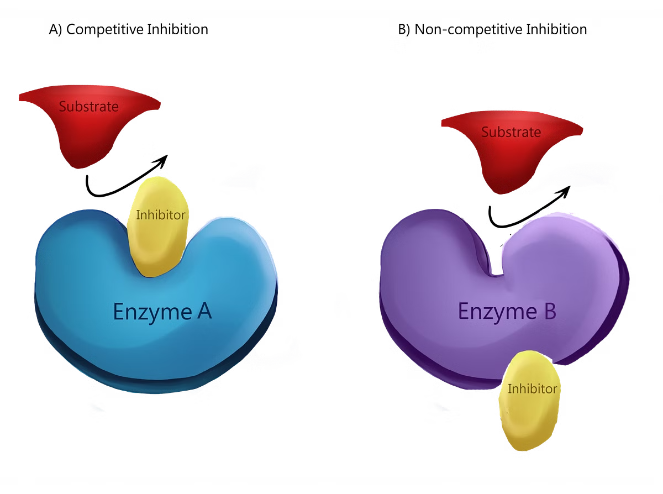 A) Competitive Inhibition
B) Non-competitive Inhibition
Substrate
Substrate
Inhibitor
Enzyme A
Enzyme B
Inhibitor